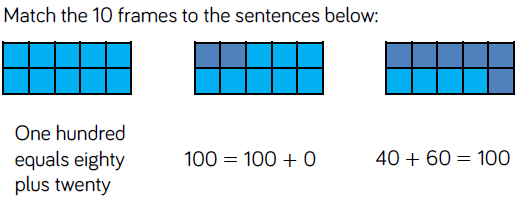 Match the 10 frames to the sentences below:
One hundred
equals eighty
plus twenty
100 = 100 + 0
40 + 60 = 100